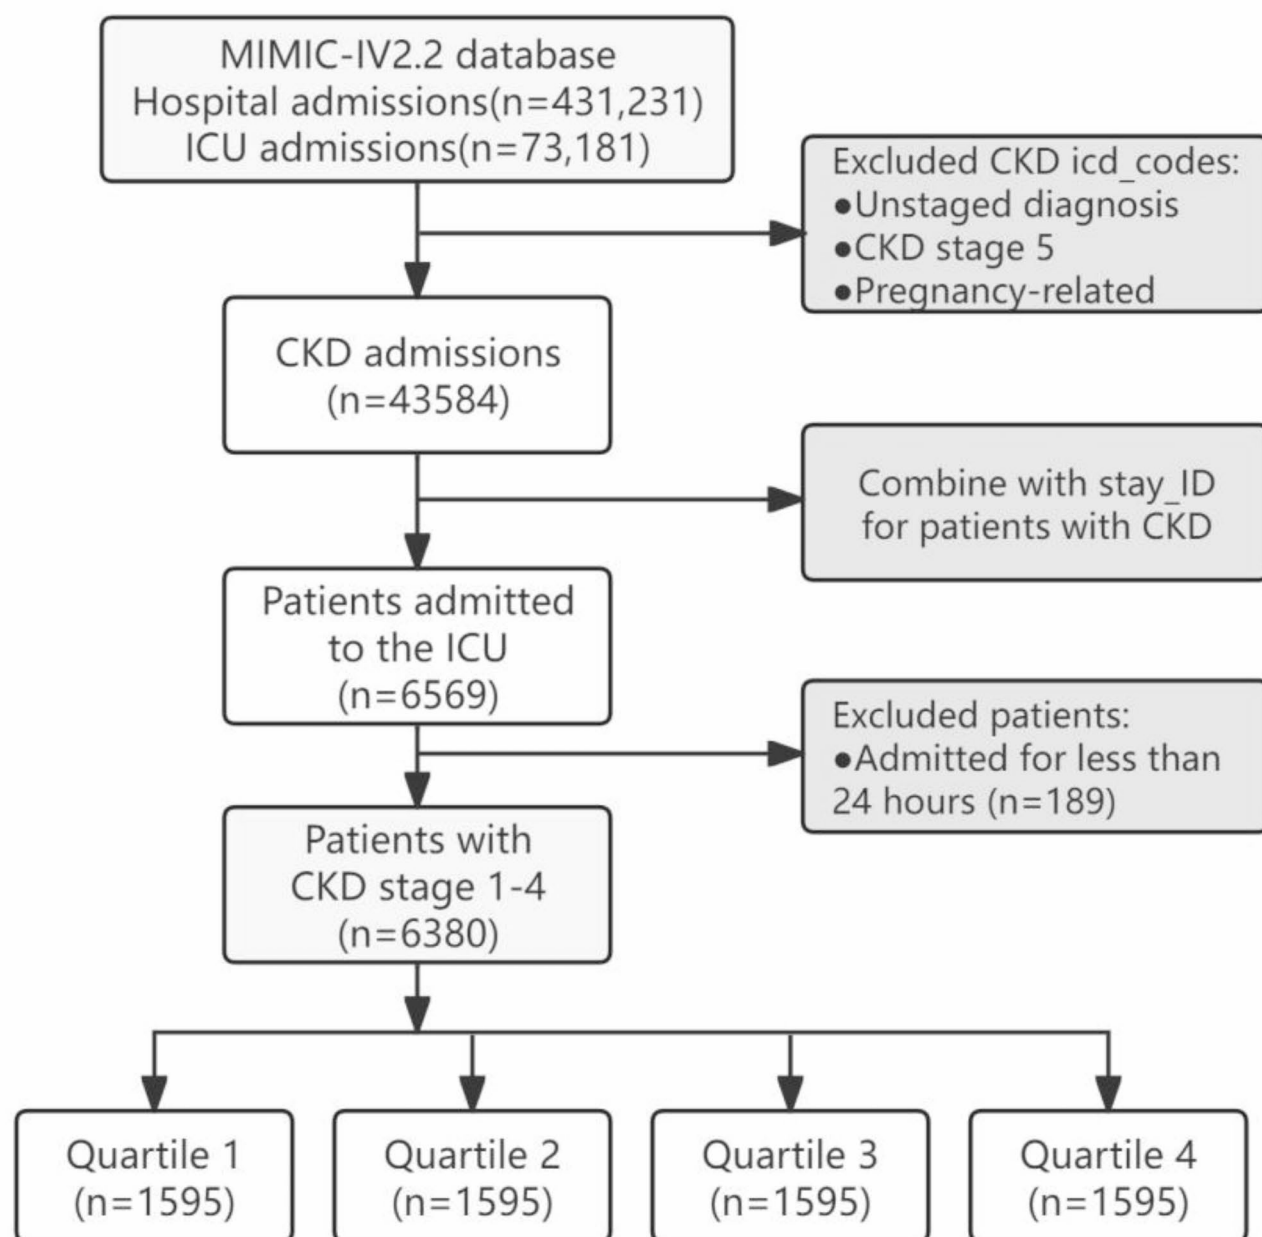 MIMIC-IV2.2 database
Hospital admissions(n=431,231)
ICU admissions(n=73,181)
Excluded CKD icd_codes:
●Unstaged diagnosis
●CKD stage 5
●Pregnancy-related
CKD admissions
(n=43584)
Combine with stay_ID
for patients with CKD
Patients admitted
to the ICU
(n=6569)
Excluded patients:
●Admitted for less than
24 hours (n=189)
Patients with
CKD stage 1-4
(n=6380)
Quartile 1
(n=1595)
Quartile 2
(n=1595)
Quartile 3
(n=1595)
Quartile 4
(n=1595)